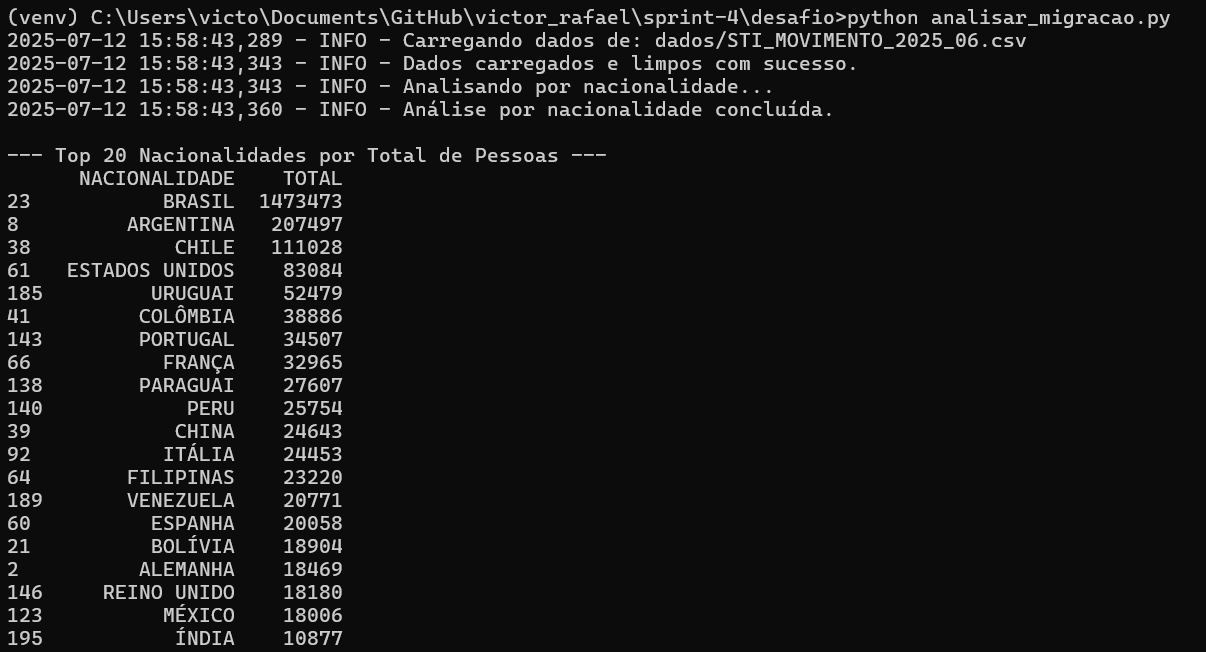 (venv) C:\Users\victo\Documents\GitHub\victor_rafael\sprint-4\desafio>python analisar_migracao.py
2025-07-12 15:58:43,289 - INFO - Carregando dados de: dados/STI_MOVIMENTO_2025_06.csv
2025-07-12 15:58:43,343 - INFO - Dados carregados e limpos com sucesso.
2025-07-12 15:58:43,343 - INFO - Analisando por nacionalidade...
2025-07-12 15:58:43,360 - INFO - Análise por nacionalidade concluída.
--- Top 20 Nacionalidades por Total de Pessoas ---
NACIONALIDADE TOTAL
23 BRASIL 1473473
8 ARGENTINA 207497
38 CHILE 111028
61 ESTADOS UNIDOS 83084
185 URUGUAI 52479
41 COLÔMBIA 38886
143 PORTUGAL 34507
66 FRANÇA 32965
138 PARAGUAI 27607
140 PERU 25754
39 CHINA 24643
92 ITÁLIA 24453
64 FILIPINAS 23220
189 VENEZUELA 20771
60 ESPANHA 20058
21 BOLÍVIA 18904
2 ALEMANHA 18469
146 REINO UNIDO 18180
123 MÉXICO 18006
195 ÍNDIA 10877